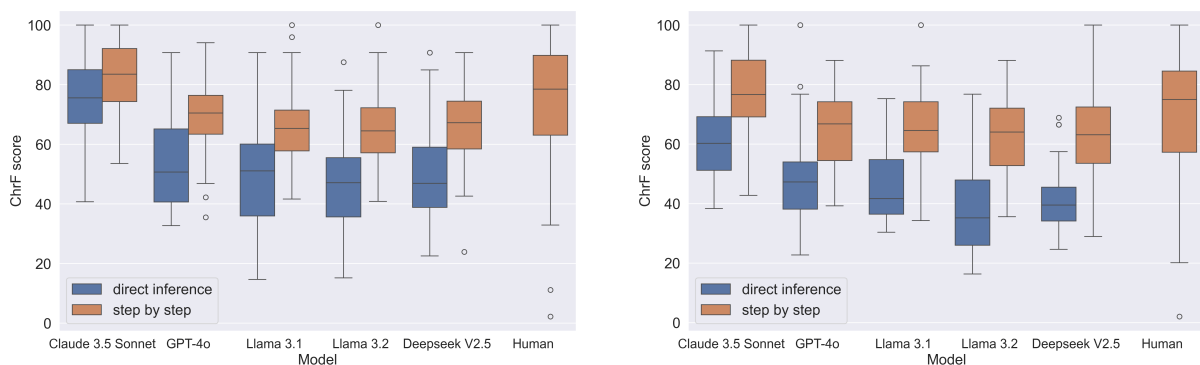 ChrF score
100
80
60
40
20
0
direct inference
step by step
Claude 3.5 Sonnet GPT-4o Llama 3.1 Llama 3.2 Deepseek V2.5 Human
Model
ChrF score
100
80
60
40
20
0
direct inference
step by step
Claude 3.5 Sonnet GPT-4o Llama 3.1 Llama 3.2 Deepseek V2.5 Human
Model